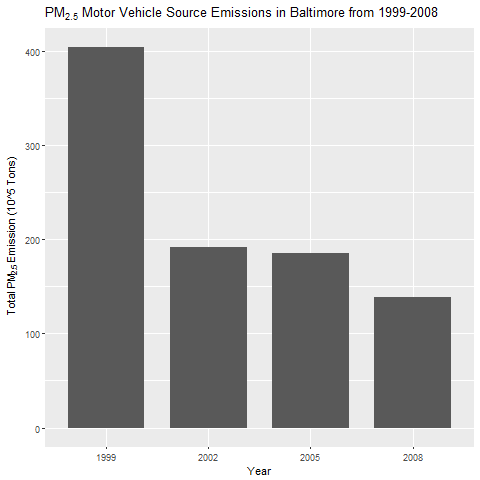 PM2.5 Motor Vehicle Source Emissions in Baltimore from 1999-2008
Total PM2.5 Emission (10^5 Tons)
400
300
200
100
0
1999 2002 2005 2008
Year